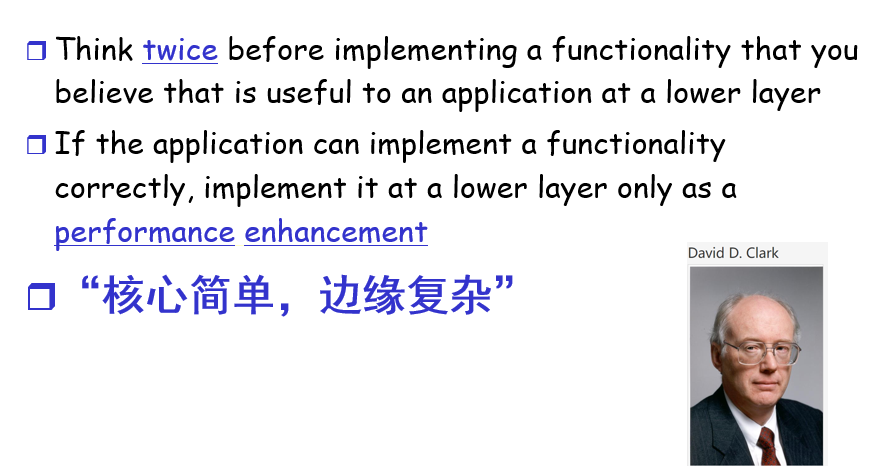 Think twice before implementing a functionality that you
believe that is useful to an application at a lower layer
If the application can implement a functionality
correctly, implement it at a lower layer only as a
performance enhancement
“核心简单，边缘复杂”
David D. Clark